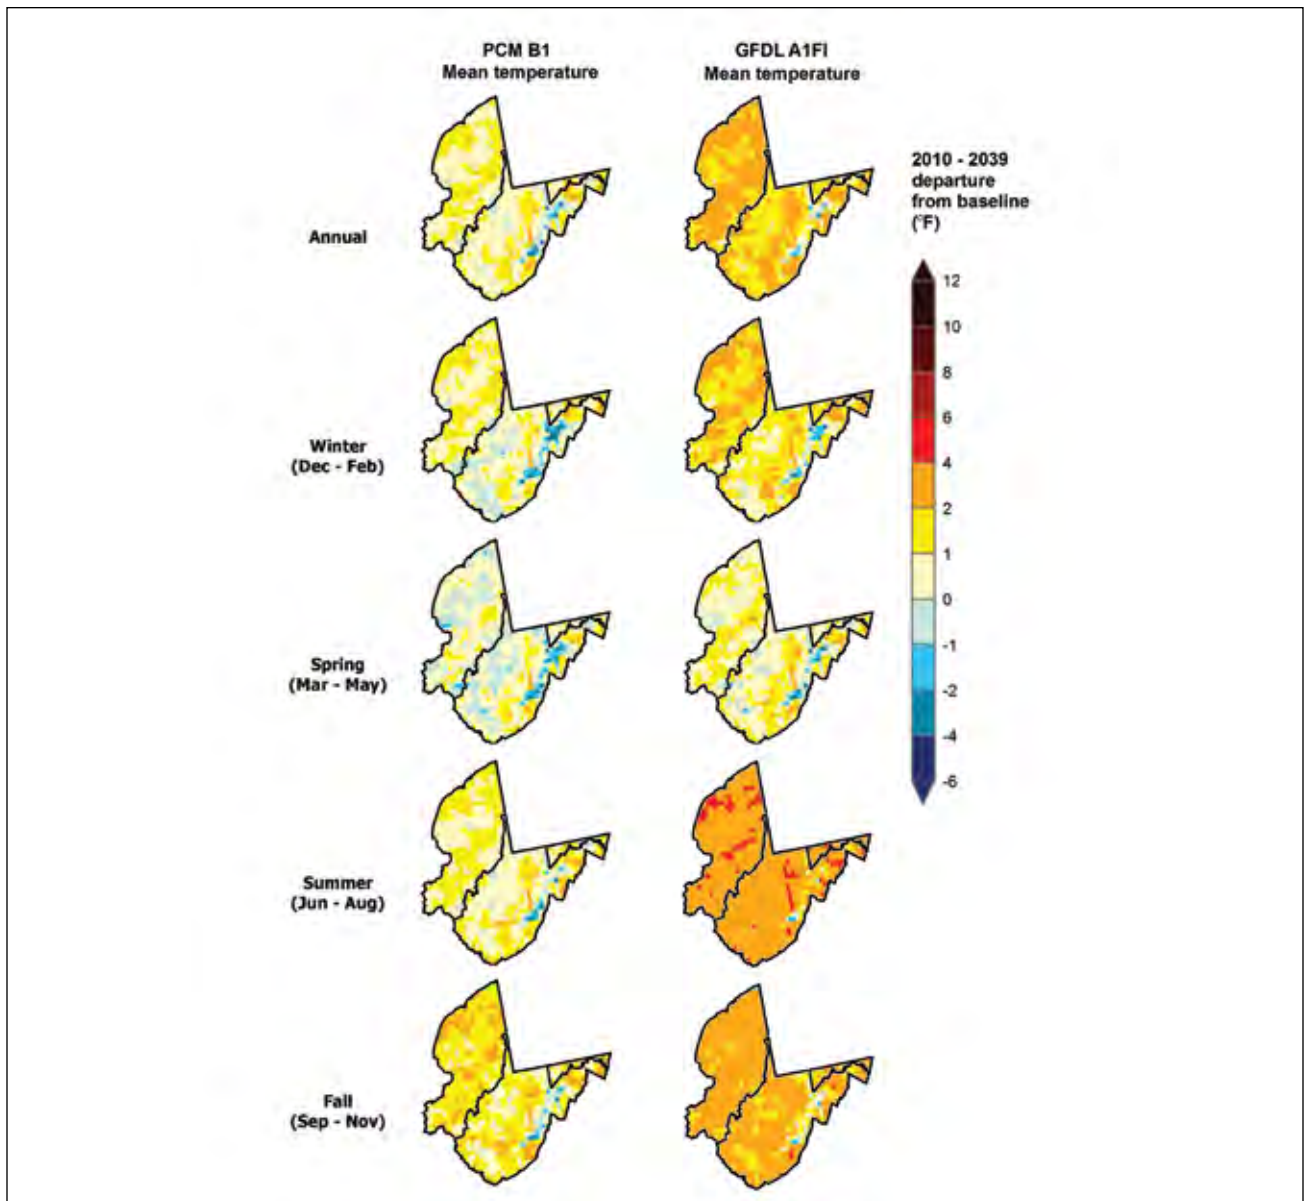 PCM B1
Mean temperature
GFDL A1FI
Mean temperature
2010 - 2039
departure
from baseline
(°F)
Annual
Winter
(Dec - Feb)
Spring
(Mar - May)
Summer
(Jun - Aug)
Fall
(Sep - Nov)
12
10
8
6
4
2
1
0
-1
-2
-4
-6